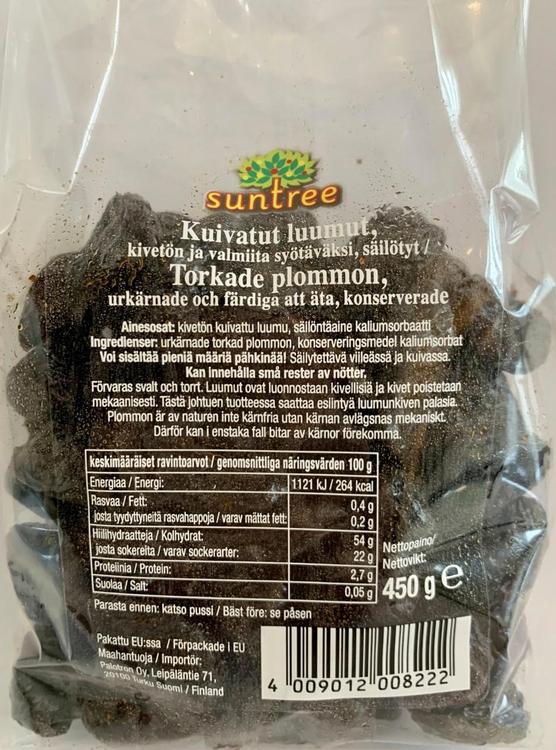 suntree
Kuivatut luumut,
kivetön ja valmiita syötäväksi, säilötyt /
Torkade plommon,
urkärnade och färdiga att äta, konserverade
Ainesosat: kivetön kuivattu luumu, säilöntäaine kaliumsorbaatti
Ingredienser: urkärnade torkad plommon, konserveringsmedel kaliumsorbat
Voi sisältää pieniä määriä pähkinää! Säilytettävä viileässä ja kuivassa.
Kan innehålla små rester av nötter.
Förvaras svalt och torrt. Luumut ovat luonnostaan kivellisiä ja kivet poistetaan
mekaanisesti. Tästä johtuen tuotteessa saattaa esiintyä luumunkiven palasia.
Plommon är av naturen inte kärnfria utan kärnan avlägsnas mekaniskt.
Därför kan i enstaka fall bitar av kärnor förekomma.
keskimääräiset ravintoarvot / genomsnittliga näringsvärden 100 g
Energiaa / Energi: 1121 kJ / 264 kcal
Rasvaa / Fett: 0,4 g
josta tyydyttyneitä rasvahappoja / varav mättat fett: 0,2 g
Hiilihydraatteja / Kolhydrat: 54 g
josta sokereita / varav sockerarter: 22 g
Proteiinia / Protein: 2,7 g
Suolaa / Salt: 0,05 g
Nettopaino/
Nettovikt:
450 g e
Parasta ennen: katso pussi / Bäst före: se påsen
Pakattu EU:ssa / Förpackade i EU
Maahantuoja / Importör:
Palotron Oy, Leipäläntie 71,
20100 Turku Suomi / Finland
4 009012 008222